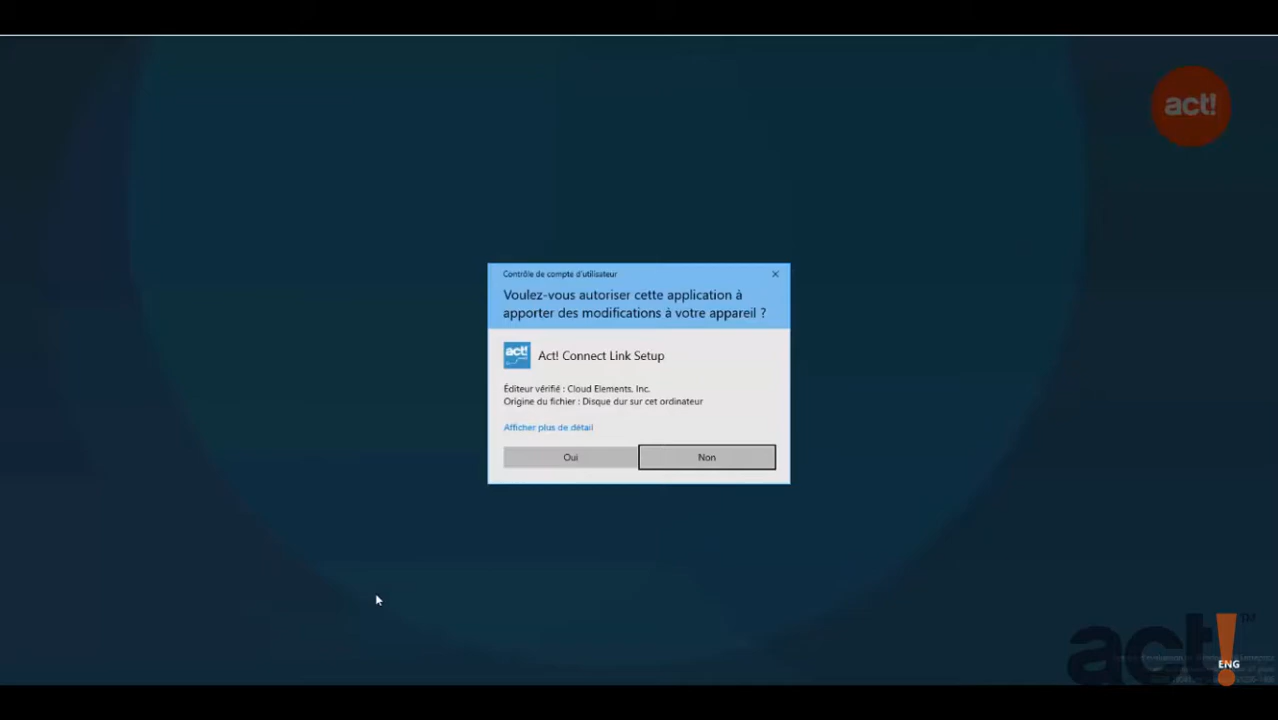 act!
Contrôle de compte d'utilisateur
Voulez-vous autoriser cette application à
apporter des modifications à votre appareil ?
act!
Act! Connect Link Setup
Éditeur vérifié : Cloud Elements, Inc.
Origine du fichier : Disque dur sur cet ordinateur
Afficher plus de détail
Oui
Non
act!™
ENG